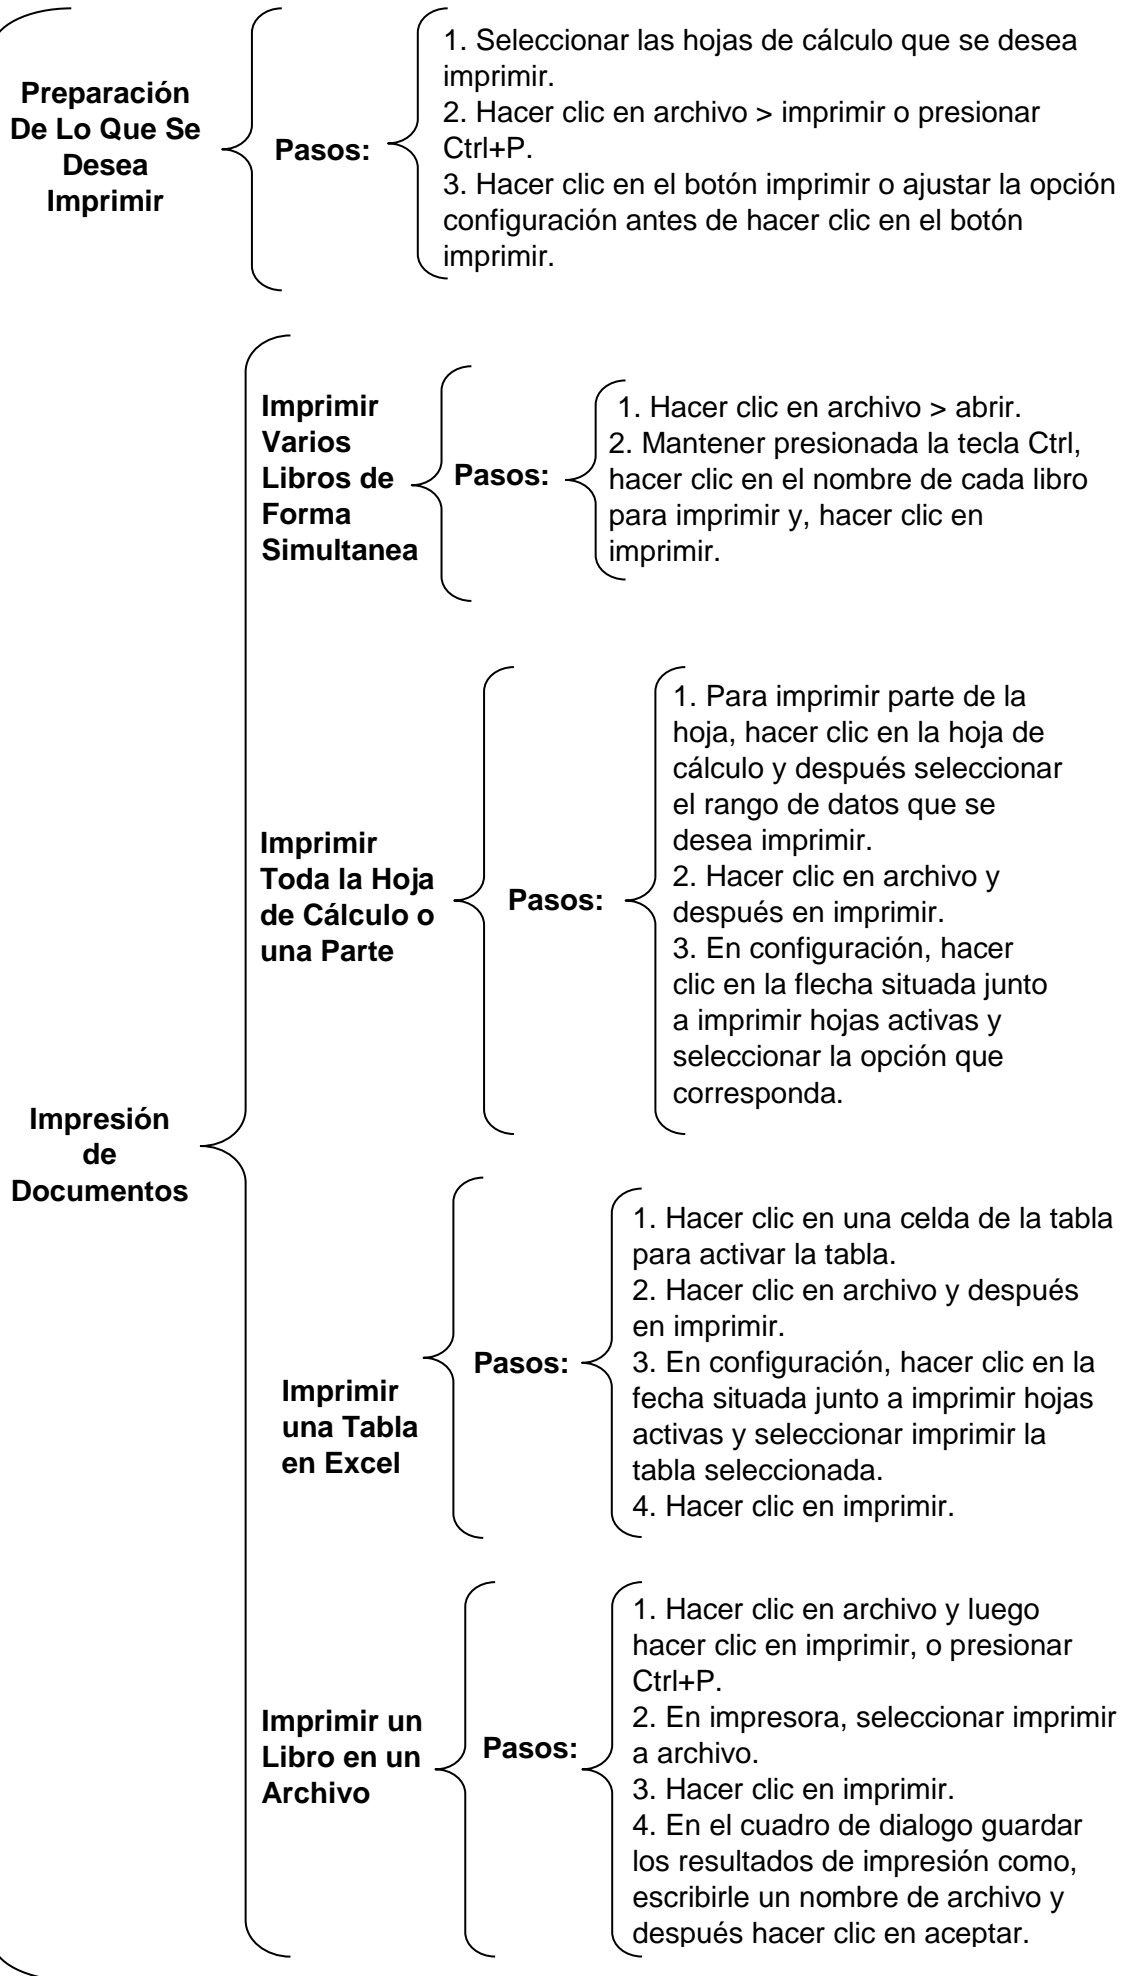 Preparación
De Lo Que Se
Desea
Imprimir
Pasos:
1. Seleccionar las hojas de cálculo que se desea
imprimir.
2. Hacer clic en archivo > imprimir o presionar
Ctrl+P.
3. Hacer clic en el botón imprimir o ajustar la opción
configuración antes de hacer clic en el botón
imprimir.
Impresión
de
Documentos
Imprimir
Varios
Libros de
Forma
Simultanea
Pasos:
1. Hacer clic en archivo > abrir.
2. Mantener presionada la tecla Ctrl,
hacer clic en el nombre de cada libro
para imprimir y, hacer clic en
imprimir.
Imprimir
Toda la Hoja
de Cálculo o
una Parte
Pasos:
1. Para imprimir parte de la
hoja, hacer clic en la hoja de
cálculo y después seleccionar
el rango de datos que se
desea imprimir.
2. Hacer clic en archivo y
después en imprimir.
3. En configuración, hacer
clic en la flecha situada junto
a imprimir hojas activas y
seleccionar la opción que
corresponda.
Imprimir
una Tabla
en Excel
Pasos:
1. Hacer clic en una celda de la tabla
para activar la tabla.
2. Hacer clic en archivo y después
en imprimir.
3. En configuración, hacer clic en la
fecha situada junto a imprimir hojas
activas y seleccionar imprimir la
tabla seleccionada.
4. Hacer clic en imprimir.
Imprimir un
Libro en un
Archivo
Pasos:
1. Hacer clic en archivo y luego
hacer clic en imprimir, o presionar
Ctrl+P.
2. En impresora, seleccionar imprimir
a archivo.
3. Hacer clic en imprimir.
4. En el cuadro de dialogo guardar
los resultados de impresión como,
escribirle un nombre de archivo y
después hacer clic en aceptar.